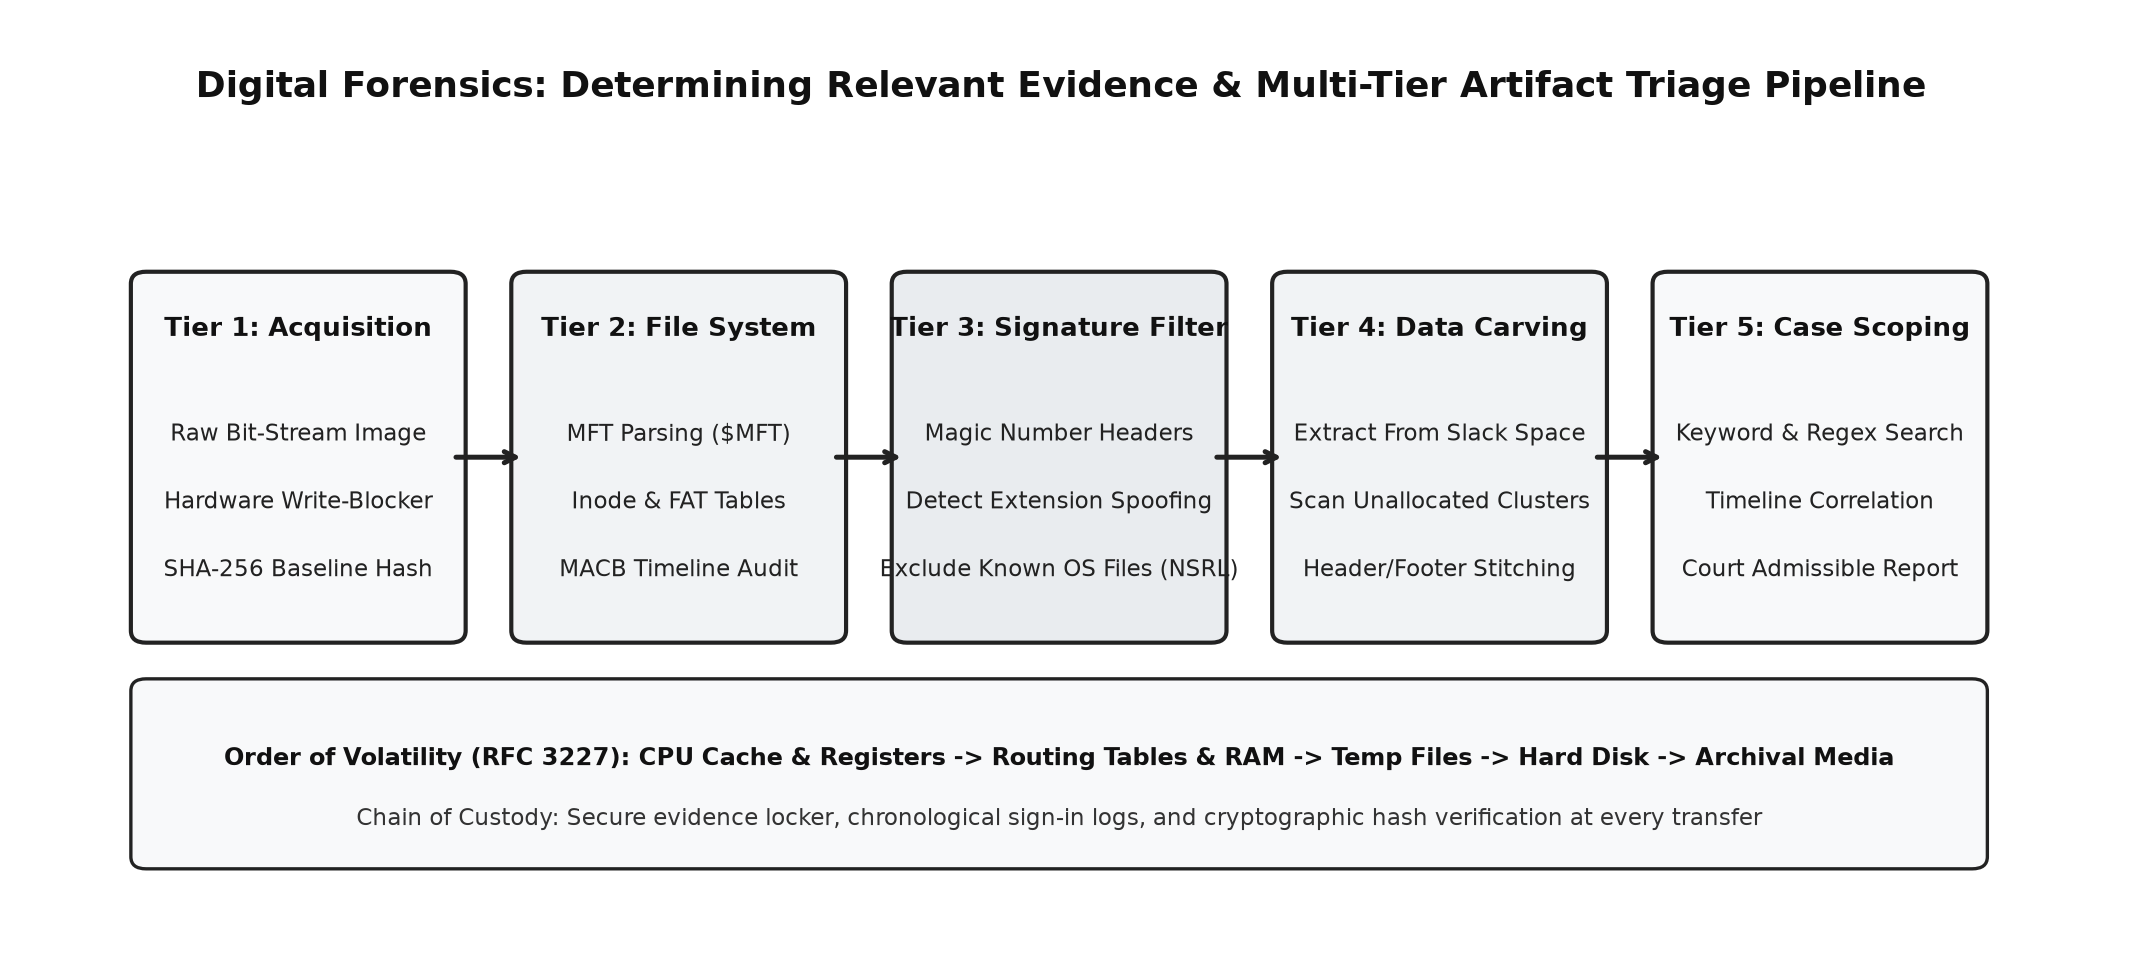 Digital Forensics: Determining Relevant Evidence & Multi-Tier Artifact Triage Pipeline
Tier 1: Acquisition
Raw Bit-Stream Image
Hardware Write-Blocker
SHA-256 Baseline Hash
Tier 2: File System
MFT Parsing ($MFT)
Inode & FAT Tables
MACB Timeline Audit
Tier 3: Signature Filter
Magic Number Headers
Detect Extension Spoofing
Exclude Known OS Files (NSRL)
Tier 4: Data Carving
Extract From Slack Space
Scan Unallocated Clusters
Header/Footer Stitching
Tier 5: Case Scoping
Keyword & Regex Search
Timeline Correlation
Court Admissible Report
Order of Volatility (RFC 3227): CPU Cache & Registers -> Routing Tables & RAM -> Temp Files -> Hard Disk -> Archival Media
Chain of Custody: Secure evidence locker, chronological sign-in logs, and cryptographic hash verification at every transfer